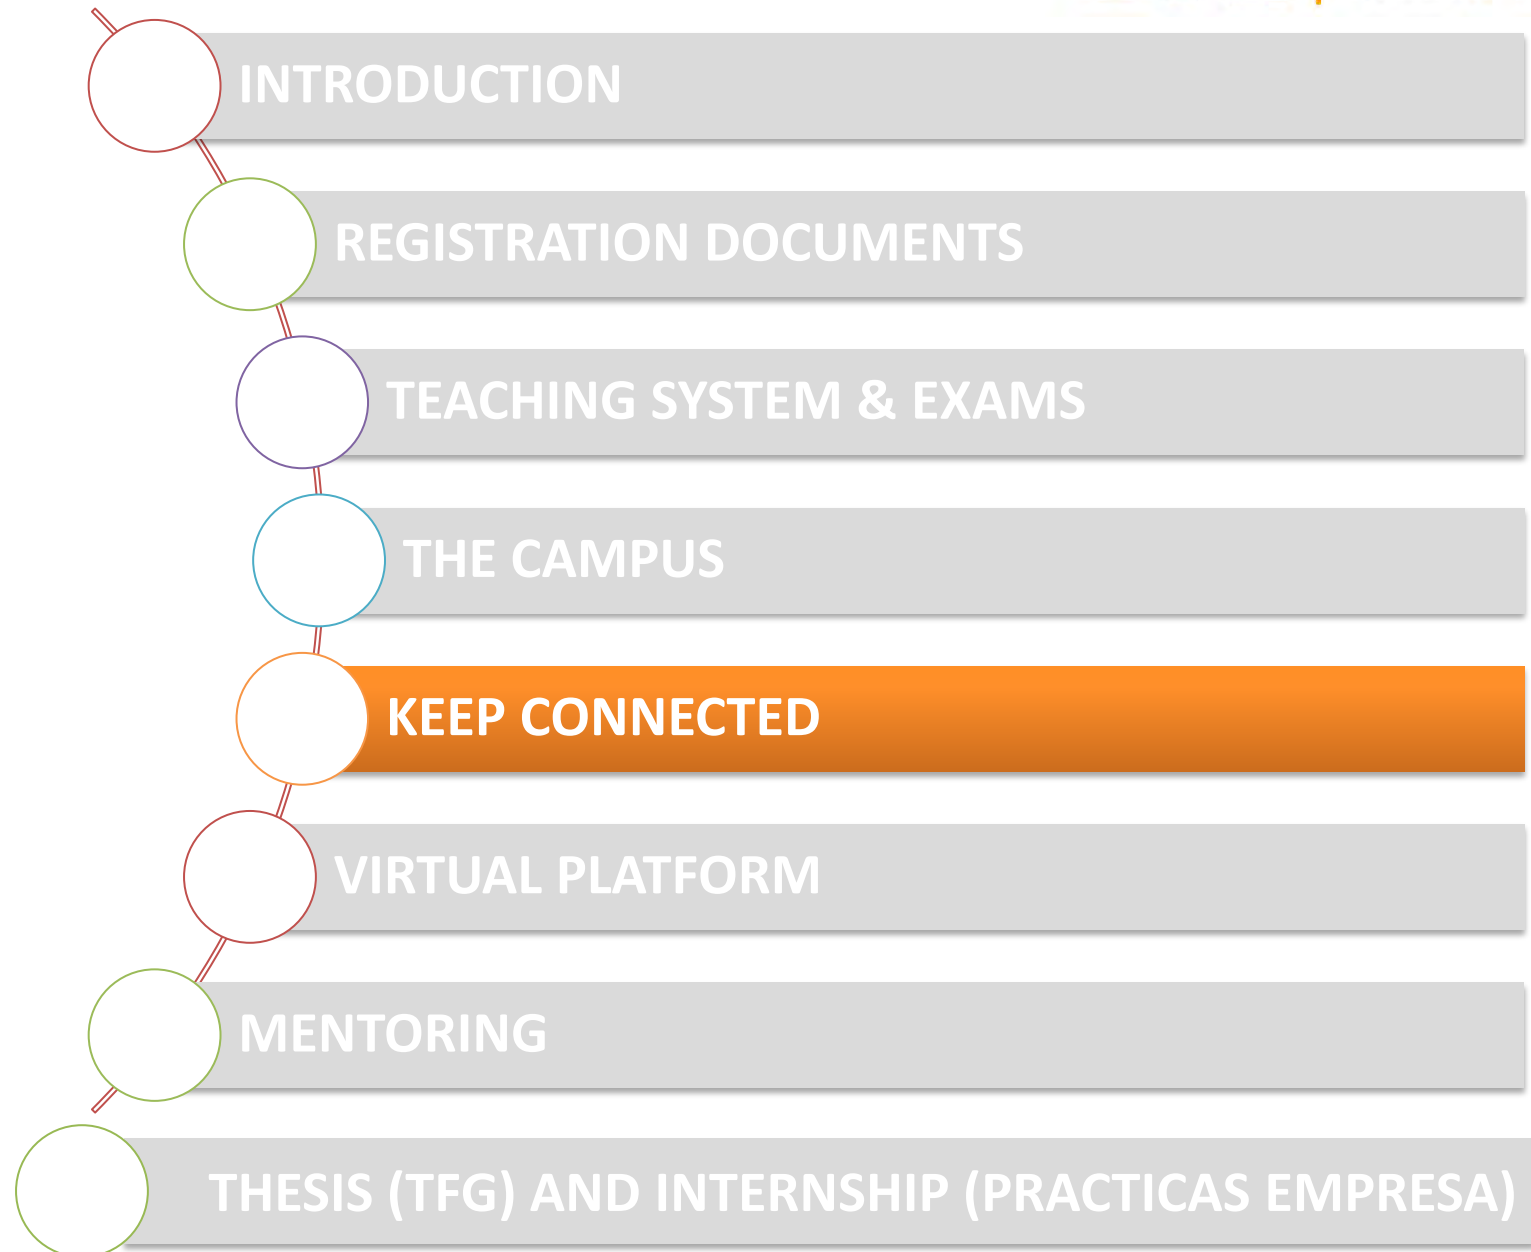 INTRODUCTION
REGISTRATION DOCUMENTS
TEACHING SYSTEM & EXAMS
THE CAMPUS
KEEP CONNECTED
VIRTUAL PLATFORM
MENTORING
THESIS (TFG) AND INTERNSHIP (PRACTICAS EMPRESA)